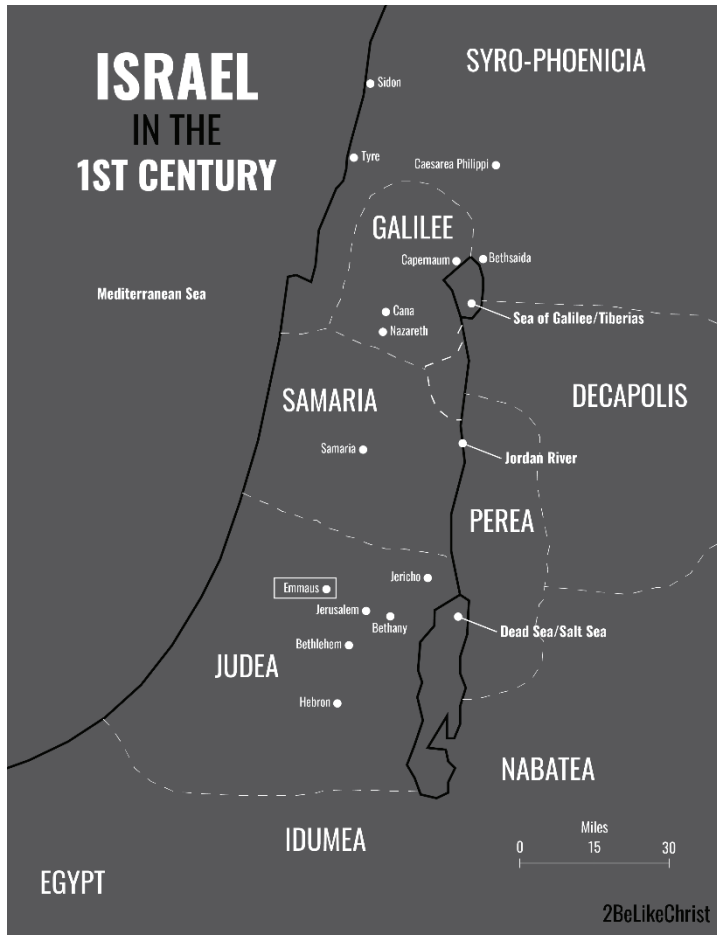 ISRAEL
IN THE
1ST CENTURY
SYRO-PHOENICIA
Sidon
Tyre
Caesarea Philippi
GALILEE
Capernaum
Bethsaida
Mediterranean Sea
Cana
Sea of Galilee/Tiberias
Nazareth
SAMARIA
DECAPOLIS
Samaria
Jordan River
PEREA
Jericho
Emmaus
Jerusalem
Bethany
Dead Sea/Salt Sea
Bethlehem
JUDEA
Hebron
NABATEA
Miles
IDUMEA
0 15 30
EGYPT
2BeLikeChrist